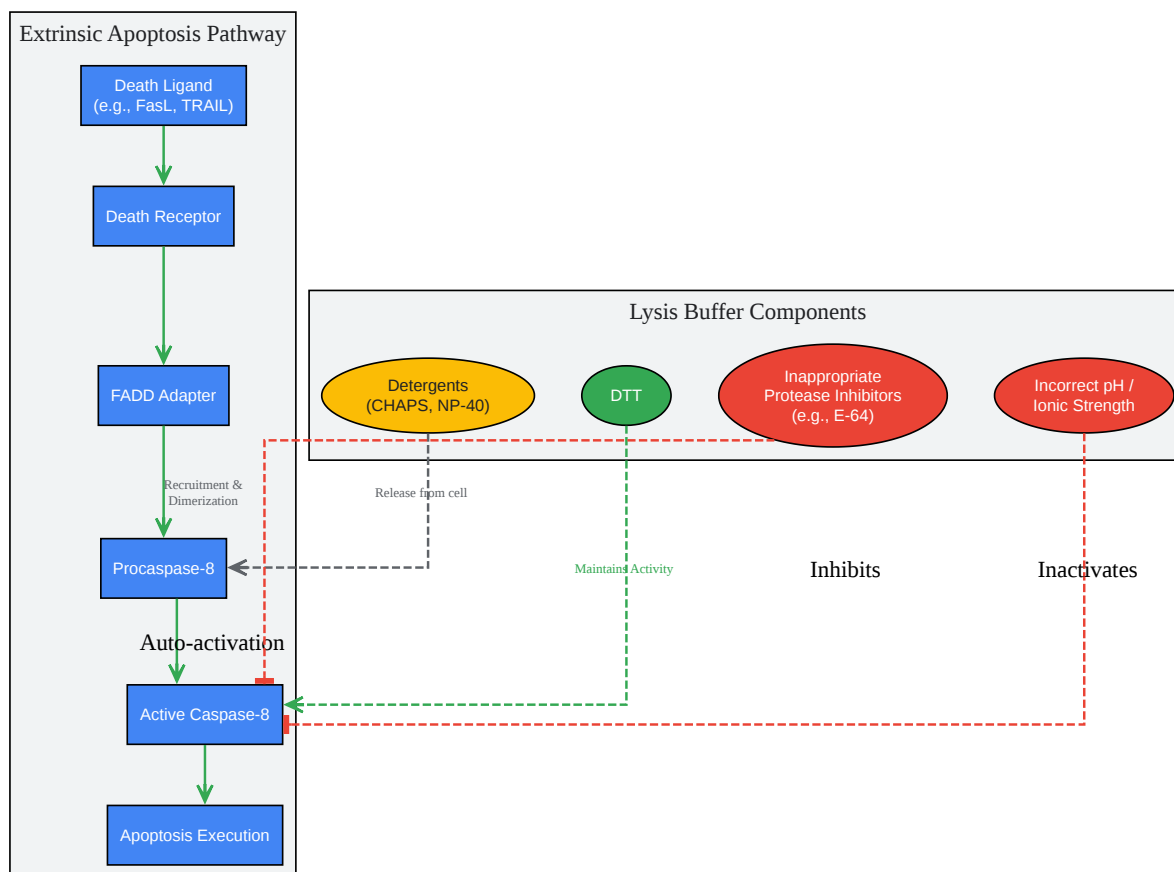 Extrinsic Apoptosis Pathway
Death Ligand
(e.g., FasL, TRAIL)
Death Receptor
FADD Adapter
Recruitment &
Dimerization
Procaspase-8
Auto-activation
Active Caspase-8
Apoptosis Execution
Lysis Buffer Components
Detergents
(CHAPS, NP-40)
DTT
Inappropriate
Protease Inhibitors
(e.g., E-64)
Incorrect pH /
Ionic Strength
Release from cell
Maintains Activity
Inhibits
Inactivates